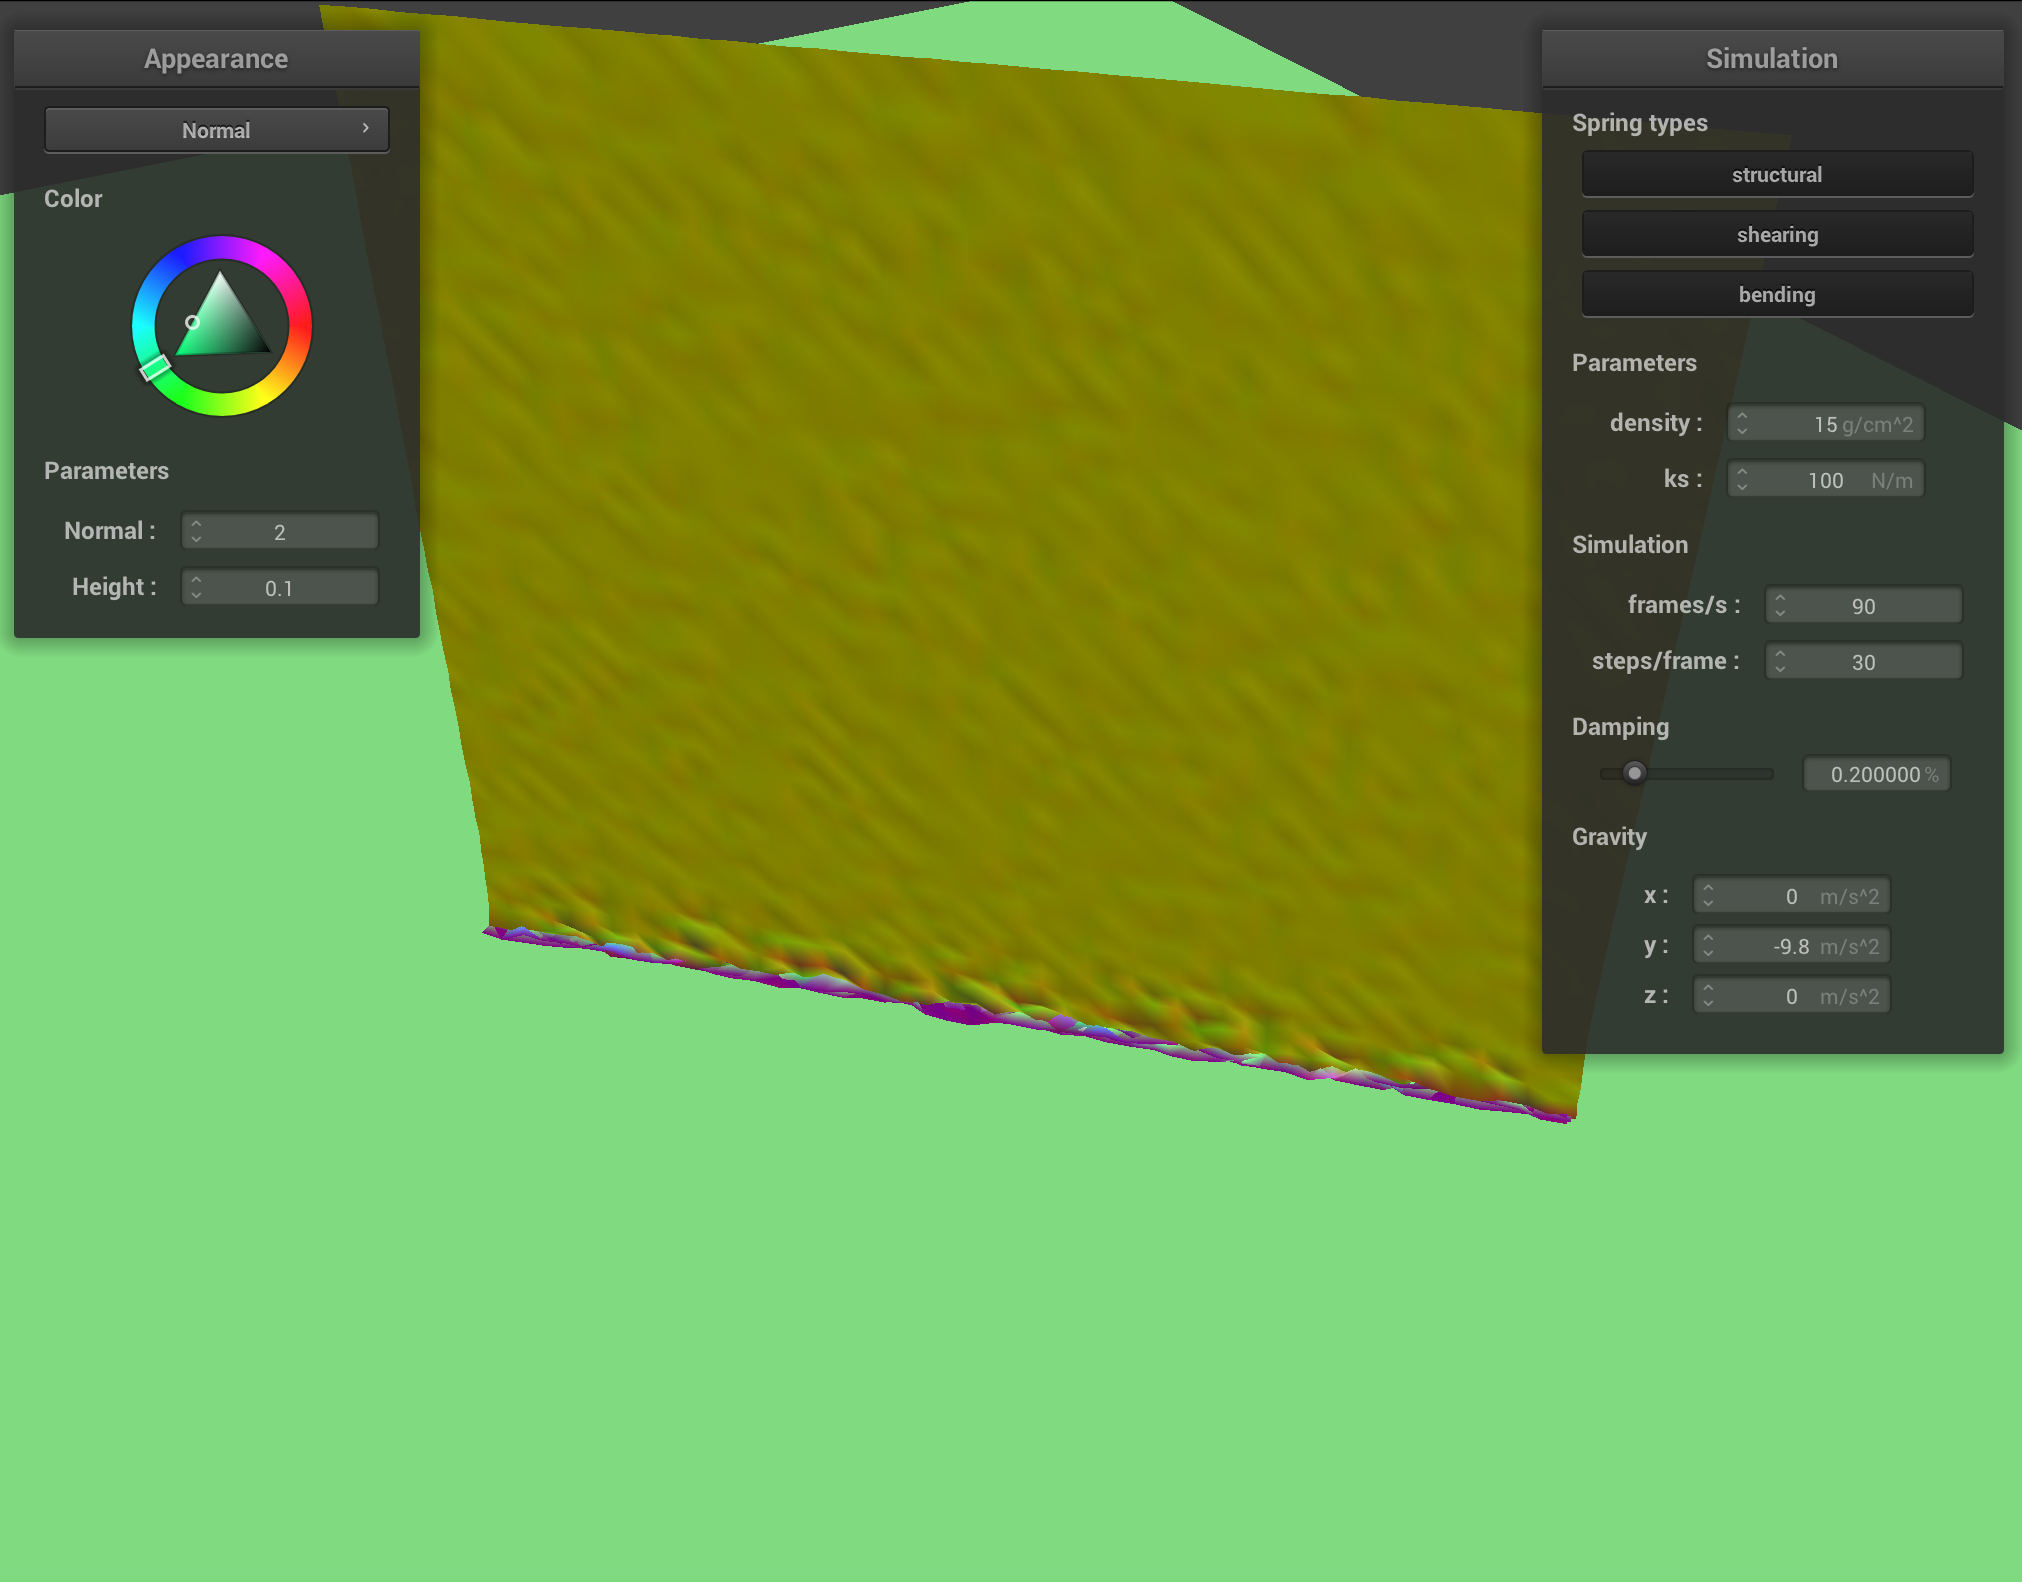 Appearance
Normal
Color
Parameters
Normal : 2
Height : 0.1
Simulation
Spring types
structural
shearing
bending
Parameters
density : 15 g/cm^2
ks : 100 N/m
Simulation
frames/s : 90
steps/frame : 30
Damping
0.200000 %
Gravity
x : 0 m/s^2
y : -9.8 m/s^2
z : 0 m/s^2